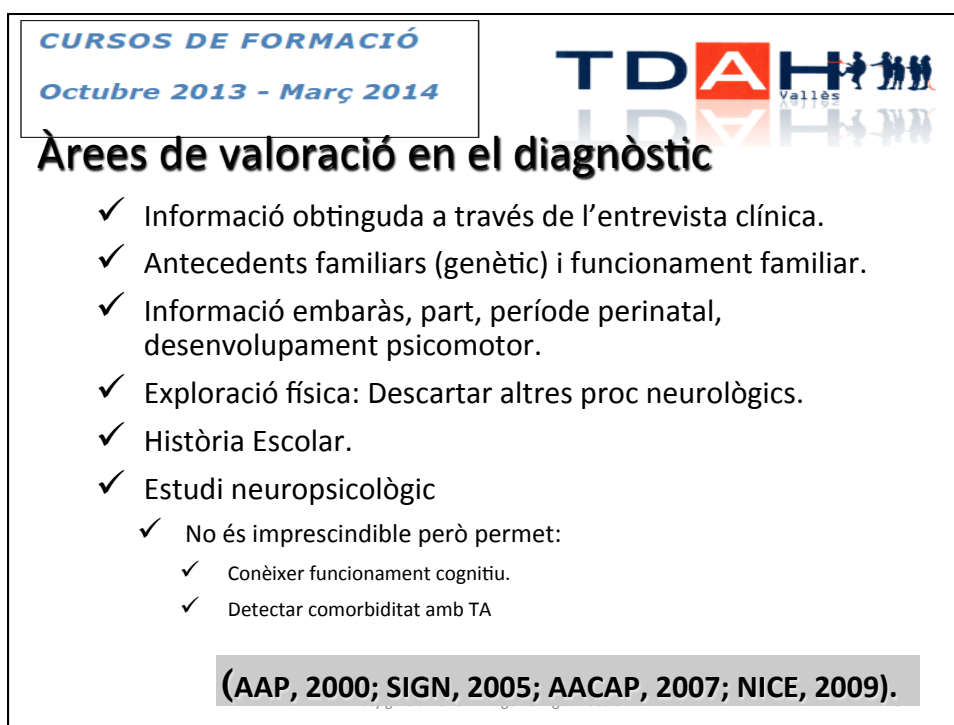 CURSOS DE FORMACIÓ
Octubre 2013 - Març 2014
TDAH
Vallès
Àrees de valoració en el diagnòstic
✓ Informació obtinguda a través de l’entrevista clínica.
✓ Antecedents familiars (genètic) i funcionament familiar.
✓ Informació embaràs, part, període perinatal,
desenvolupament psicomotor.
✓ Exploració física: Descartar altres proc neurològics.
✓ Història Escolar.
✓ Estudi neuropsicològic
✓ No és imprescindible però permet:
✓ Conèixer funcionament cognitiu.
✓ Detectar comorbiditat amb TA
(AAP, 2000; SIGN, 2005; AACAP, 2007; NICE, 2009).